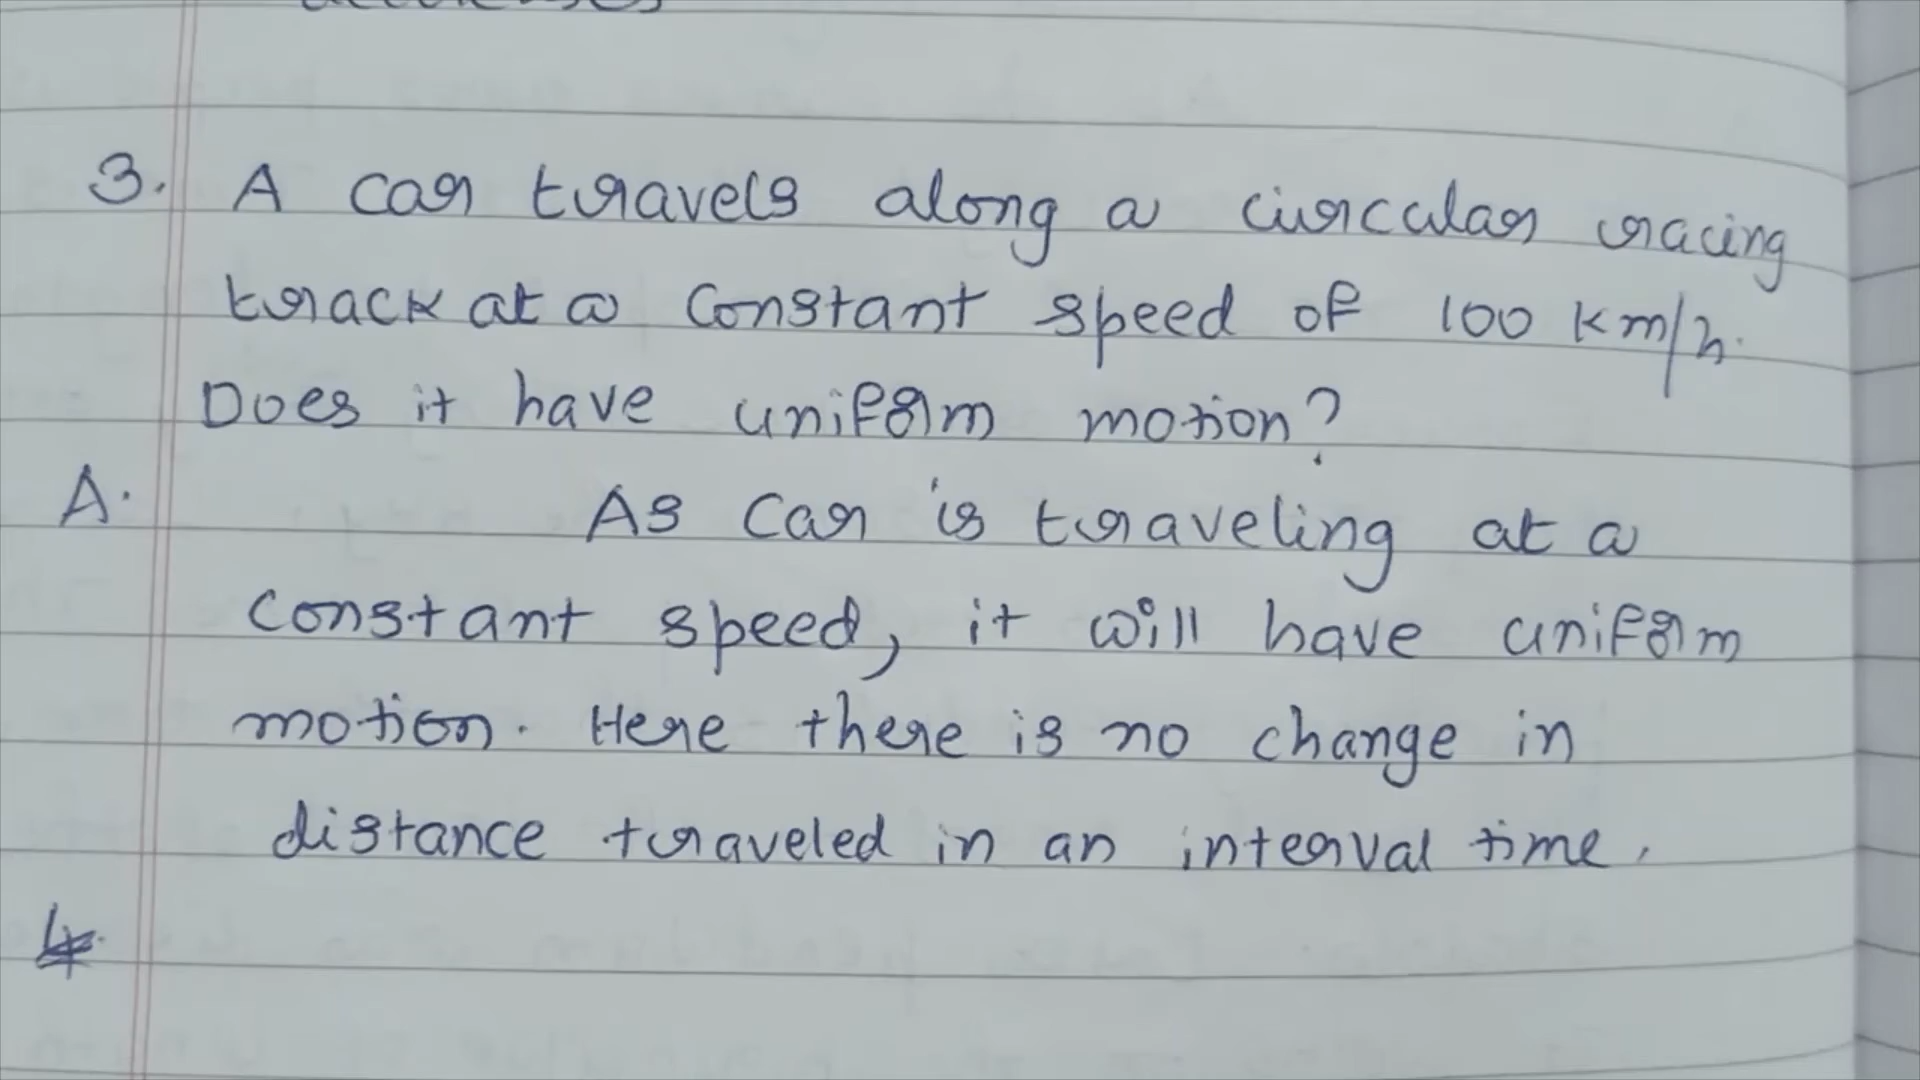 3. A car travels along a circular racing
track at a constant speed of 100 km/h.
Does it have uniform motion?
A. As car is traveling at a
constant speed, it will have uniform
motion. Here there is no change in
distance traveled in an interval time.
4.